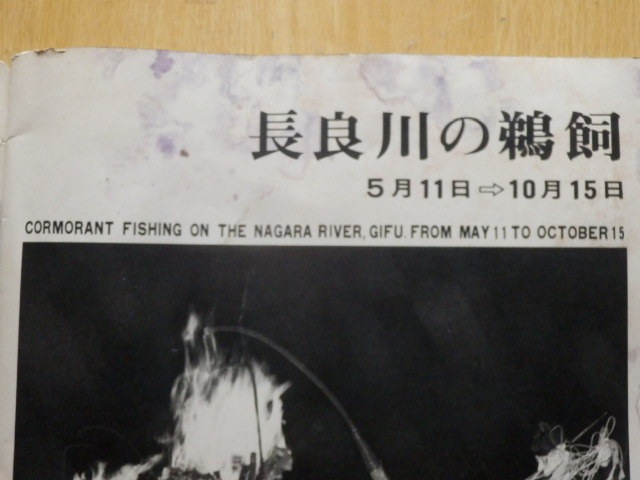 長良川の鵜飼
5月11日⇨10月15日
CORMORANT FISHING ON THE NAGARA RIVER, GIFU. FROM MAY 11 TO OCTOBER 15